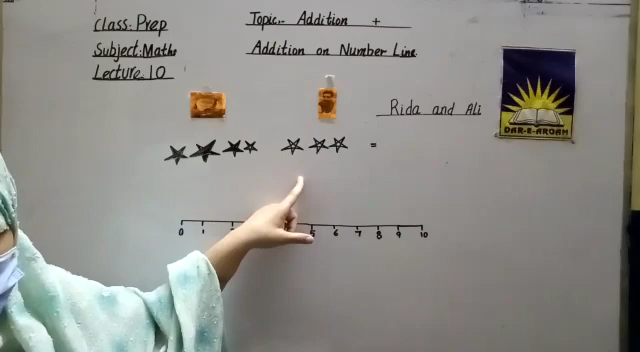 Class: Prep
Subject: Maths
Lecture. 10
Topic:- Addition +
Addition on Number Line.
Rida and Ali
DAR-E-ARQAM
=
0 1 5 6 7 8 9 10